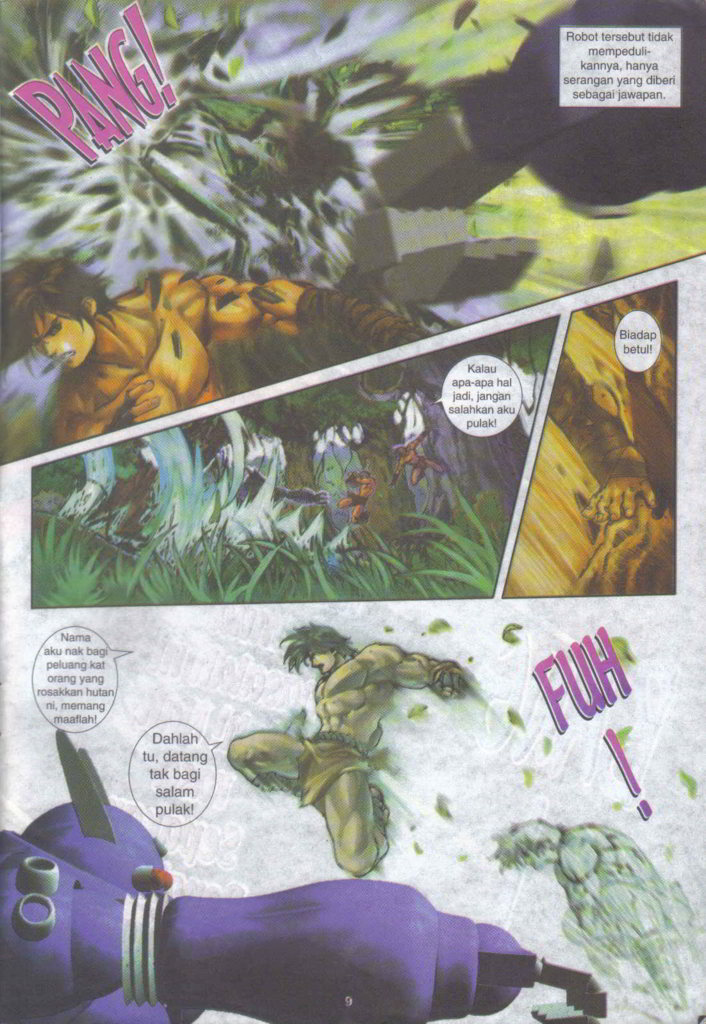 PANG!
Robot tersebut tidak
mempeduli-
kannya, hanya
serangan yang diberi
sebagai jawapan.
Kalau
apa-apa hal
jadi, jangan
salahkan aku
pulak!
Biadap
betul!
Nama
aku nak bagi
peluang kat
orang yang
rosakkan hutan
ni, memang
maaflah!
Dahlah
tu, datang
tak bagi
salam
pulak!
FUH
!
9